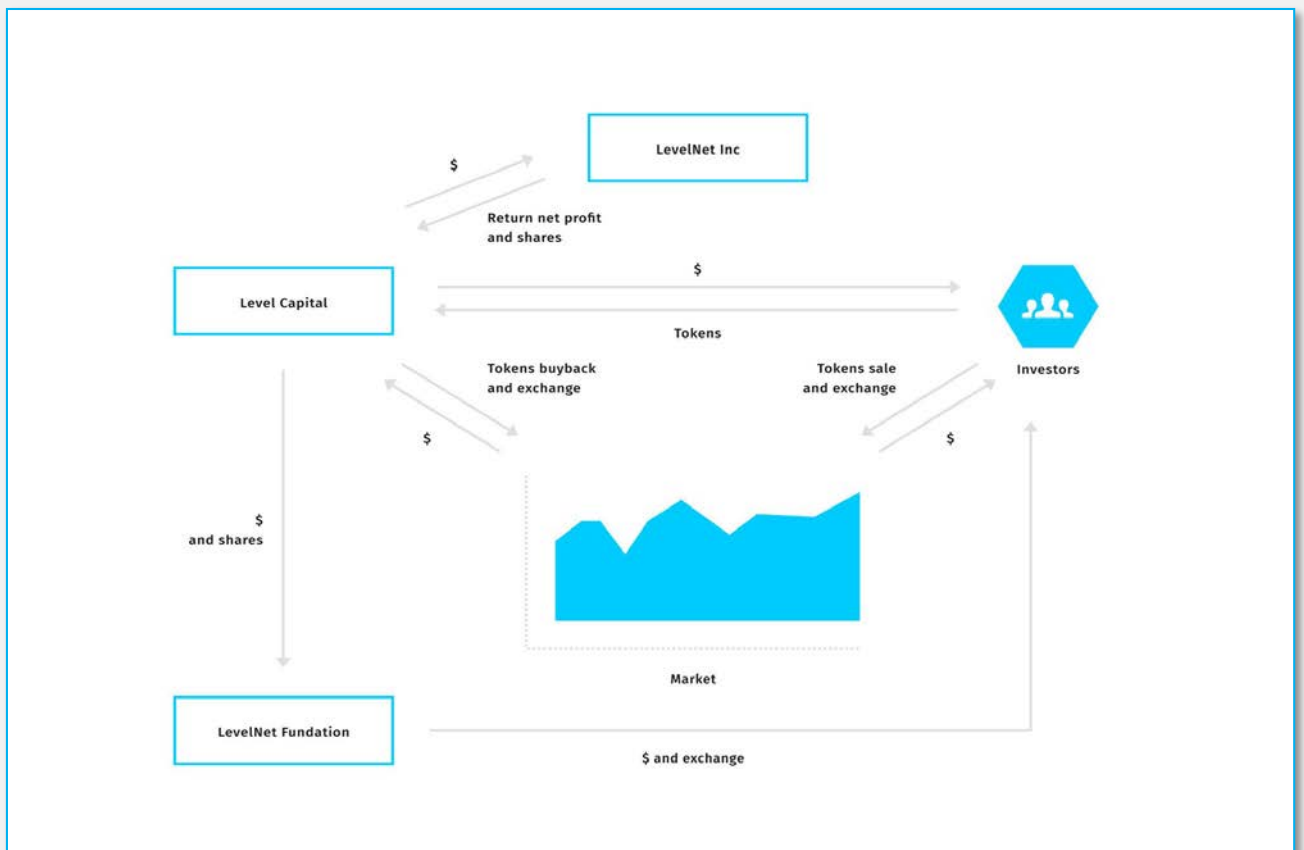 LevelNet Inc
$
Return net profit
and shares
$
Level Capital
Tokens
Tokens buyback
and exchange
Tokens sale
and exchange
Investors
$
$
$
and shares
Market
LevelNet Fundation
$ and exchange